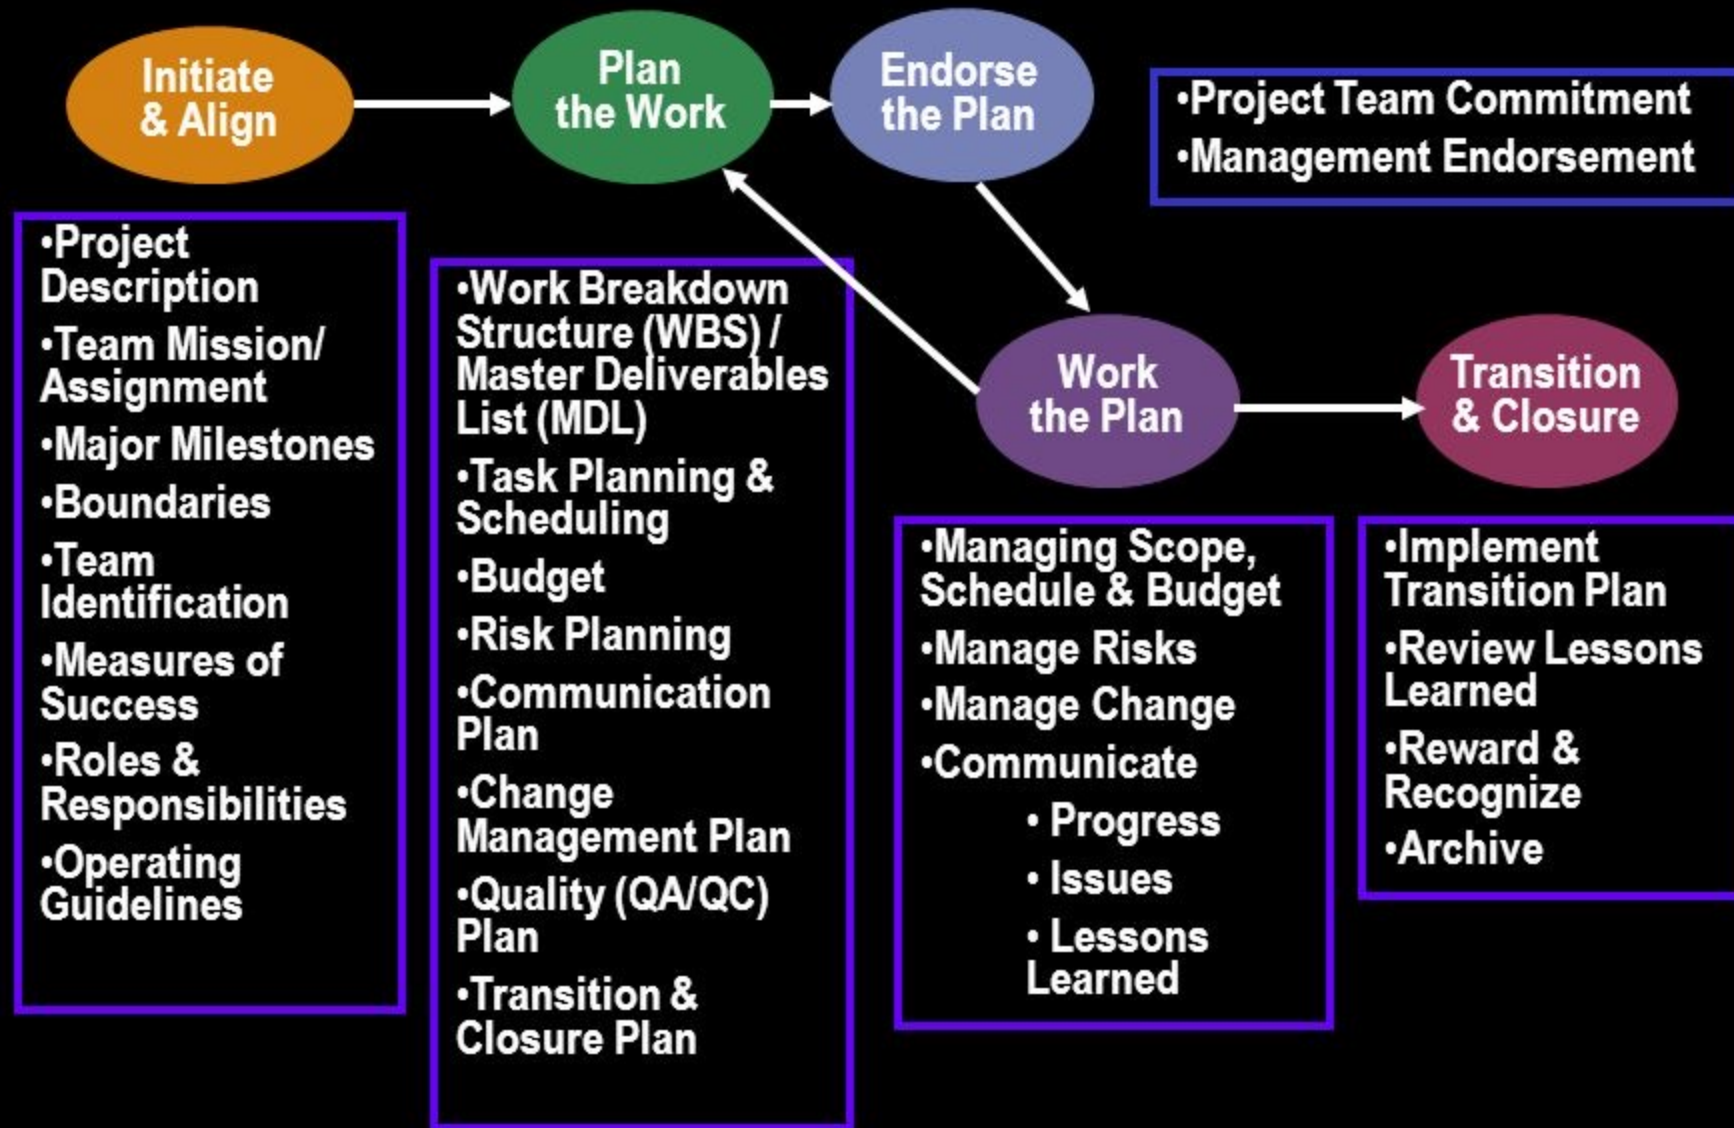 Initiate
& Align
Plan
the Work
Endorse
the Plan
•Project Team Commitment
•Management Endorsement
•Project
Description
•Team Mission/
Assignment
•Major Milestones
•Boundaries
•Team
Identification
•Measures of
Success
•Roles &
Responsibilities
•Operating
Guidelines
•Work Breakdown
Structure (WBS) /
Master Deliverables
List (MDL)
•Task Planning &
Scheduling
•Budget
•Risk Planning
•Communication
Plan
•Change
Management Plan
•Quality (QA/QC)
Plan
•Transition &
Closure Plan
Work
the Plan
Transition
& Closure
•Managing Scope,
Schedule & Budget
•Manage Risks
•Manage Change
•Communicate
• Progress
• Issues
• Lessons
Learned
•Implement
Transition Plan
•Review Lessons
Learned
•Reward &
Recognize
•Archive